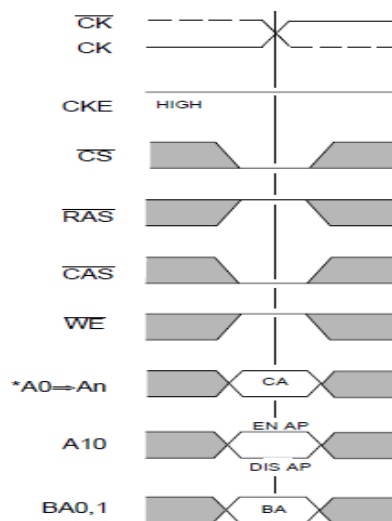 CK
CK
CKE HIGH
CS
RAS
CAS
WE
*A0⇒An CA
EN AP
A10
DIS AP
BA0,1 BA